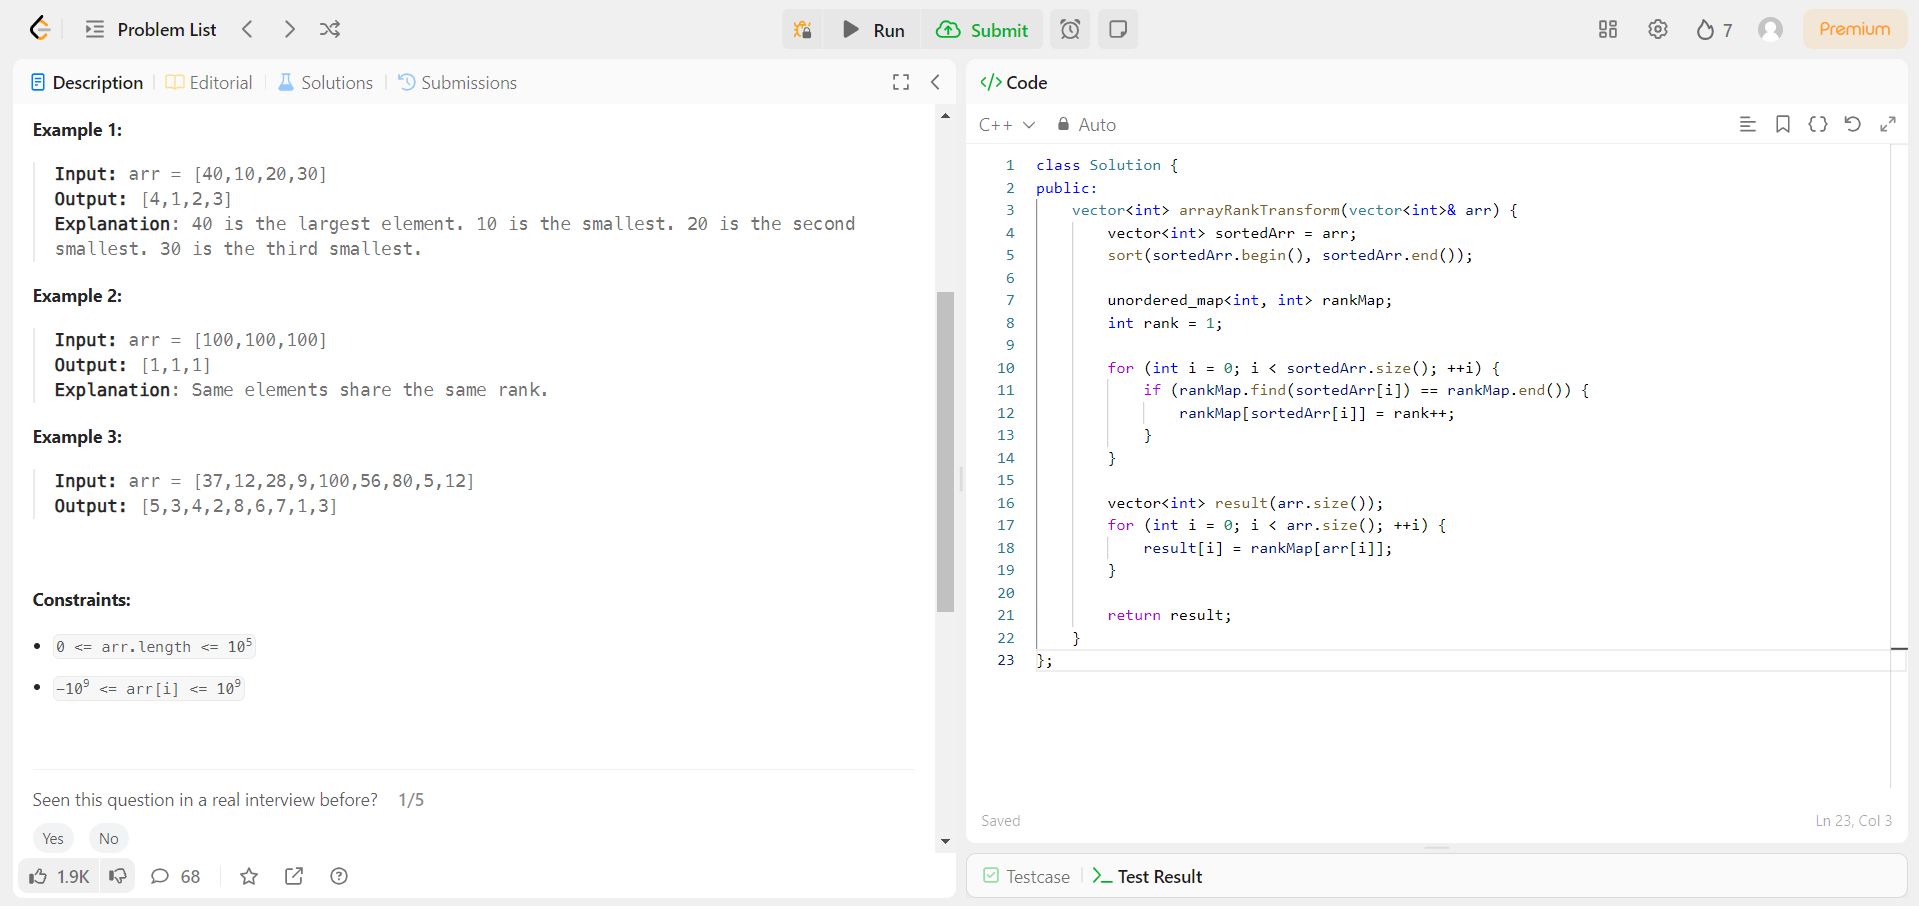 Problem List
Run
Submit
7
Premium
Description
Editorial
Solutions
Submissions
Example 1:
Input: arr = [40,10,20,30]
Output: [4,1,2,3]
Explanation: 40 is the largest element. 10 is the smallest. 20 is the second
smallest. 30 is the third smallest.
Example 2:
Input: arr = [100,100,100]
Output: [1,1,1]
Explanation: Same elements share the same rank.
Example 3:
Input: arr = [37,12,28,9,100,56,80,5,12]
Output: [5,3,4,2,8,6,7,1,3]
Constraints:
• 0 <= arr.length <= 10⁵
• -10⁹ <= arr[i] <= 10⁹
Seen this question in a real interview before? 1/5
Yes
No
1.9K
68
</> Code
C++
Auto
1 class Solution {
2 public:
3     vector<int> arrayRankTransform(vector<int>& arr) {
4         vector<int> sortedArr = arr;
5         sort(sortedArr.begin(), sortedArr.end());
6
7         unordered_map<int, int> rankMap;
8         int rank = 1;
9
10         for (int i = 0; i < sortedArr.size(); ++i) {
11             if (rankMap.find(sortedArr[i]) == rankMap.end()) {
12                 rankMap[sortedArr[i]] = rank++;
13             }
14         }
15
16         vector<int> result(arr.size());
17         for (int i = 0; i < arr.size(); ++i) {
18             result[i] = rankMap[arr[i]];
19         }
20
21         return result;
22     }
23 };
Saved
Ln 23, Col 3
Testcase
Test Result